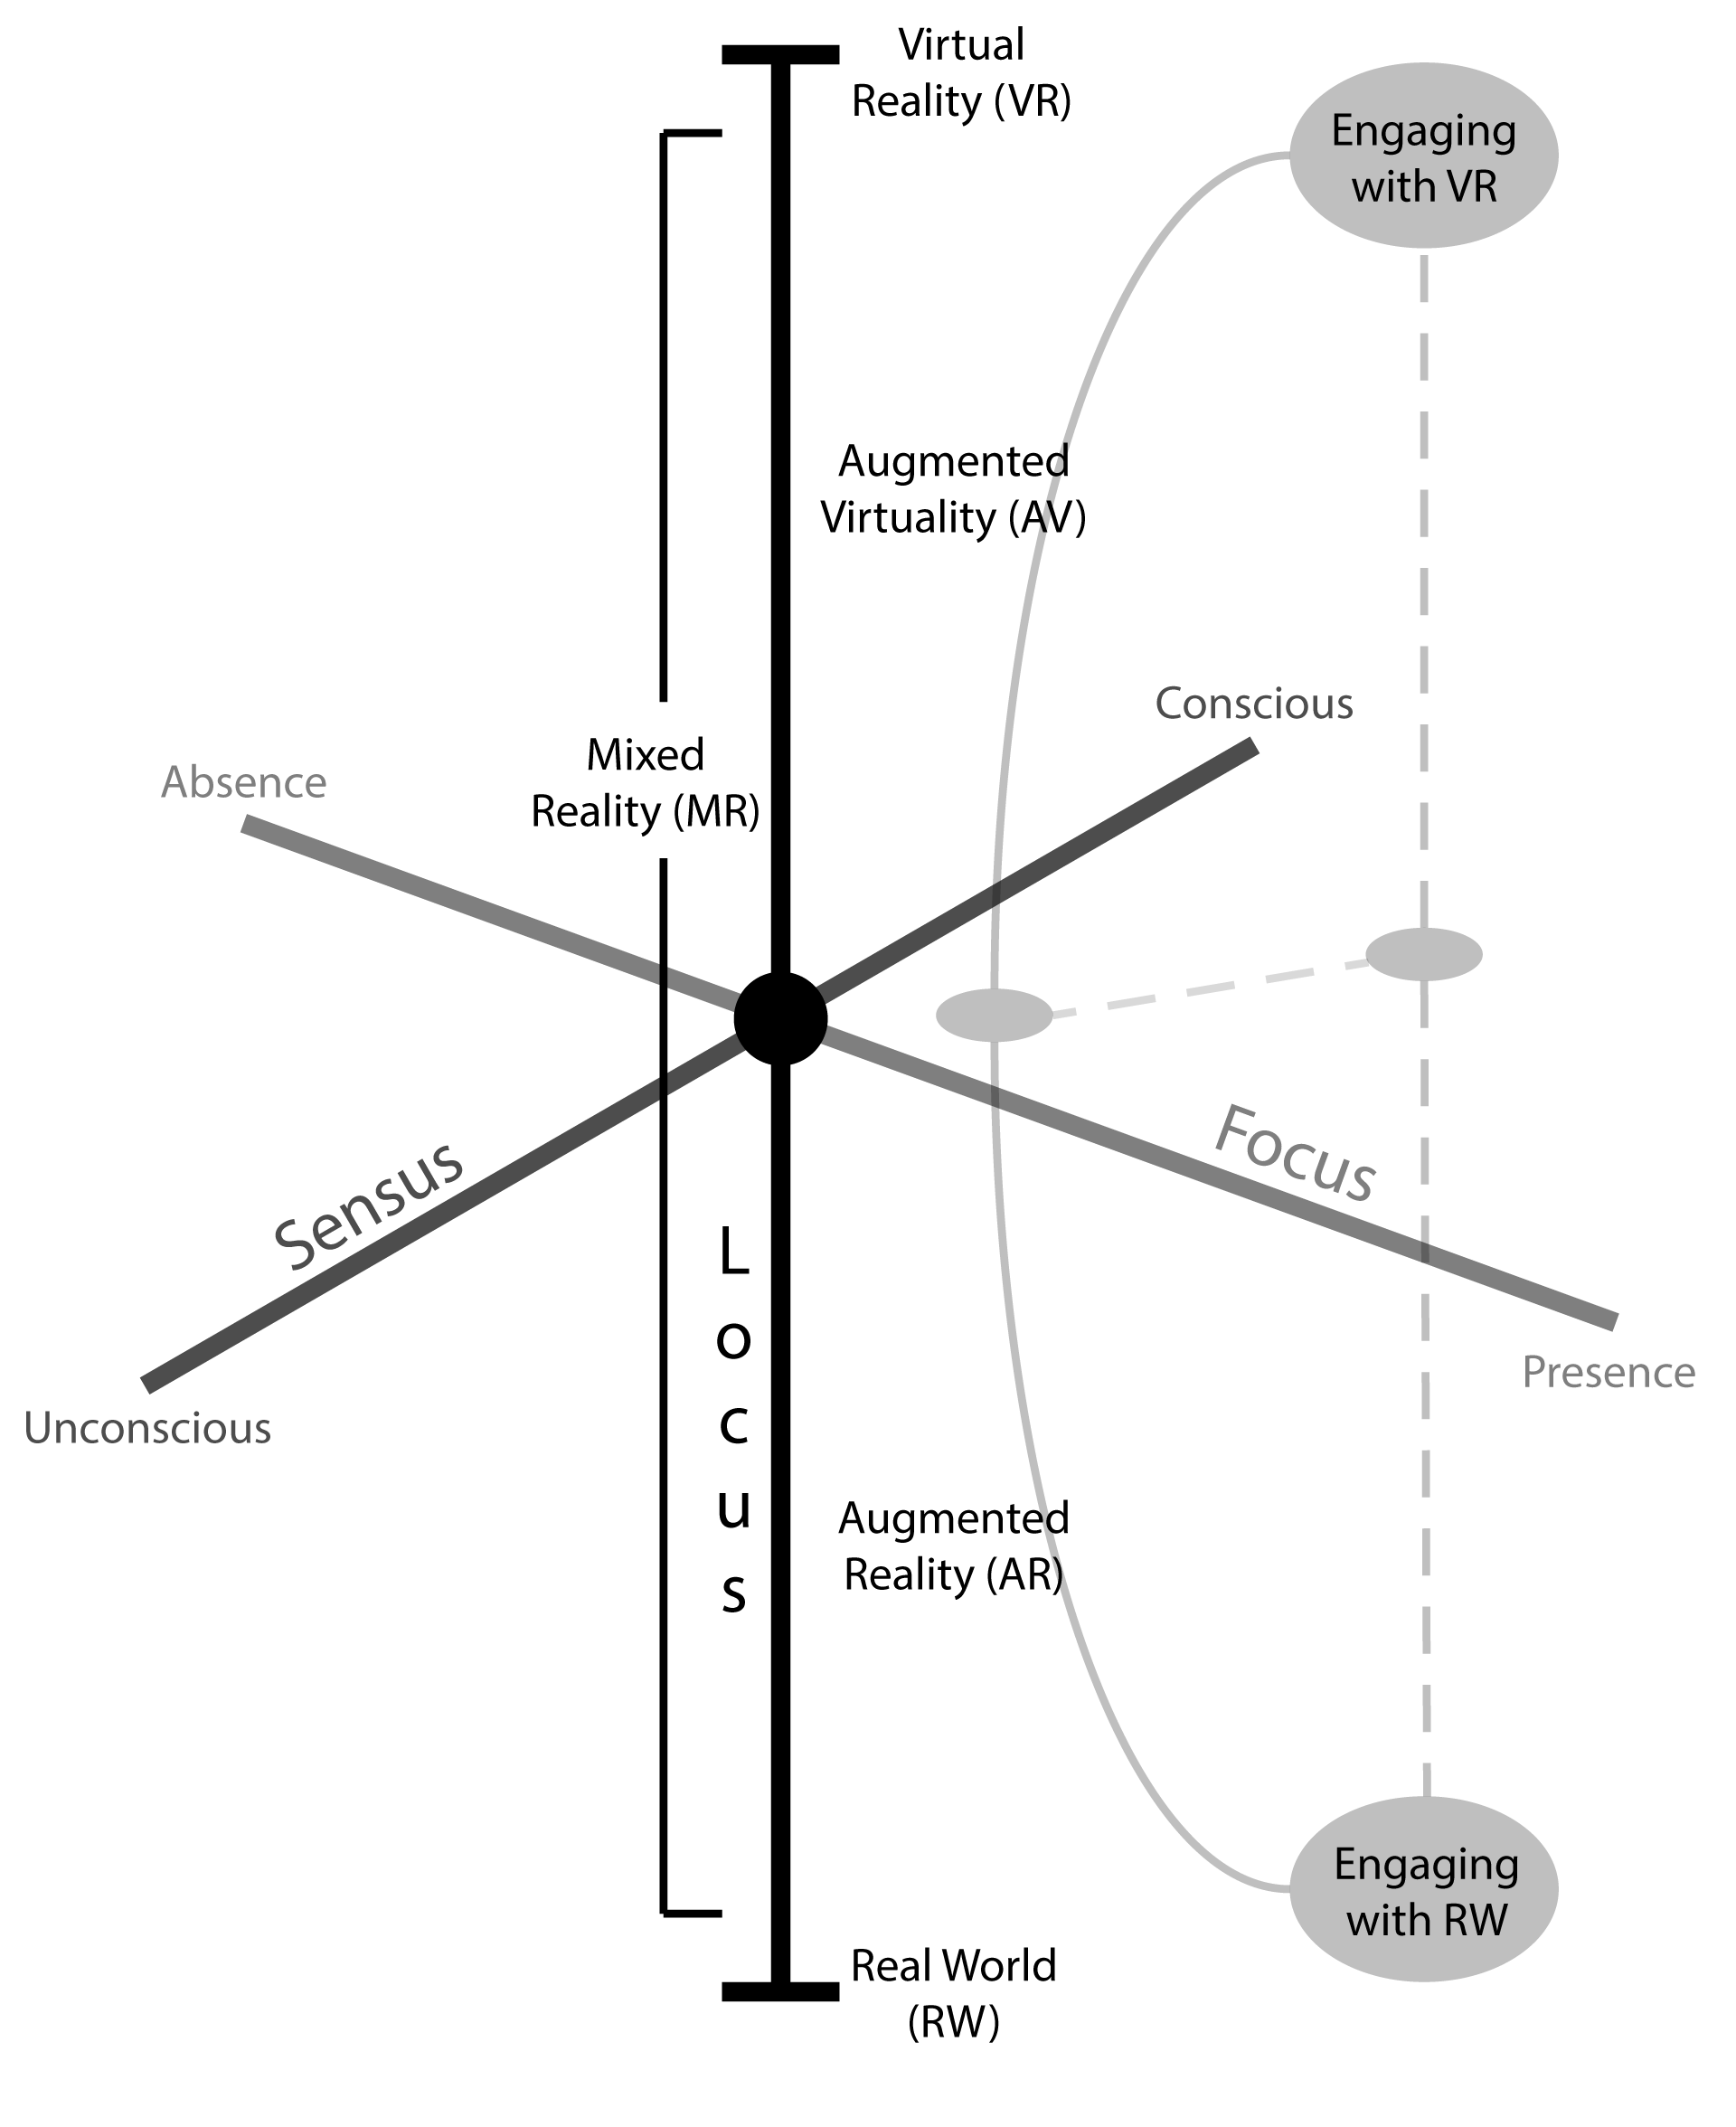 Virtual
Reality (VR)
Engaging
with VR
Augmented
Virtuality (AV)
Conscious
Absence
Mixed
Reality (MR)
Sensus
Focus
Locus
Presence
Unconscious
Augmented
Reality (AR)
Engaging
with RW
Real World
(RW)